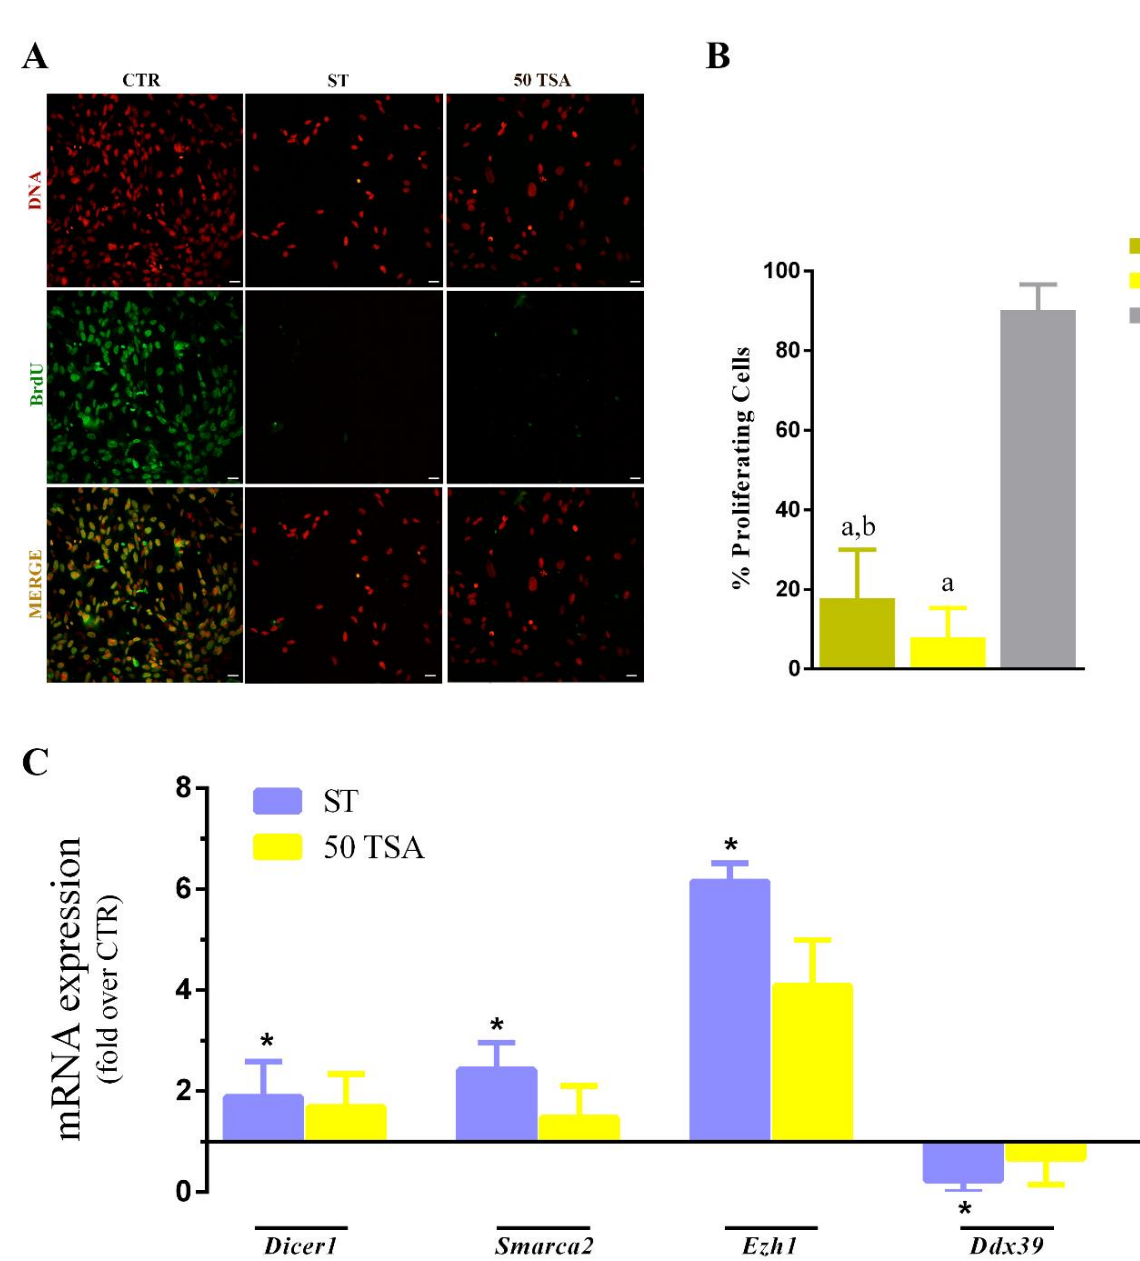 A
CTR ST 50 TSA
DNA
BrdU
MERGE
B
% Proliferating Cells
100
80
60
40
20
0
a,b
a
C
mRNA expression
(fold over CTR)
8
6
4
2
0
ST
50 TSA
*
*
*
*
Dicer1 Smarca2 Ezh1 Ddx39